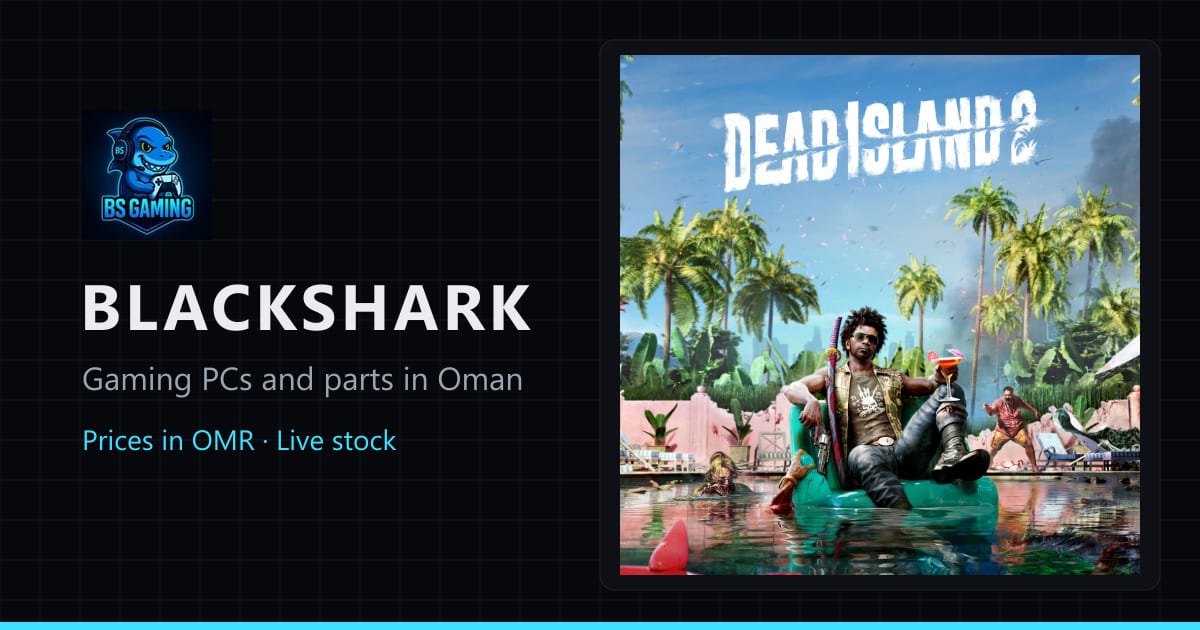 BS
BS GAMING
BLACKSHARK
Gaming PCs and parts in Oman
Prices in OMR · Live stock
DEAD ISLAND 2